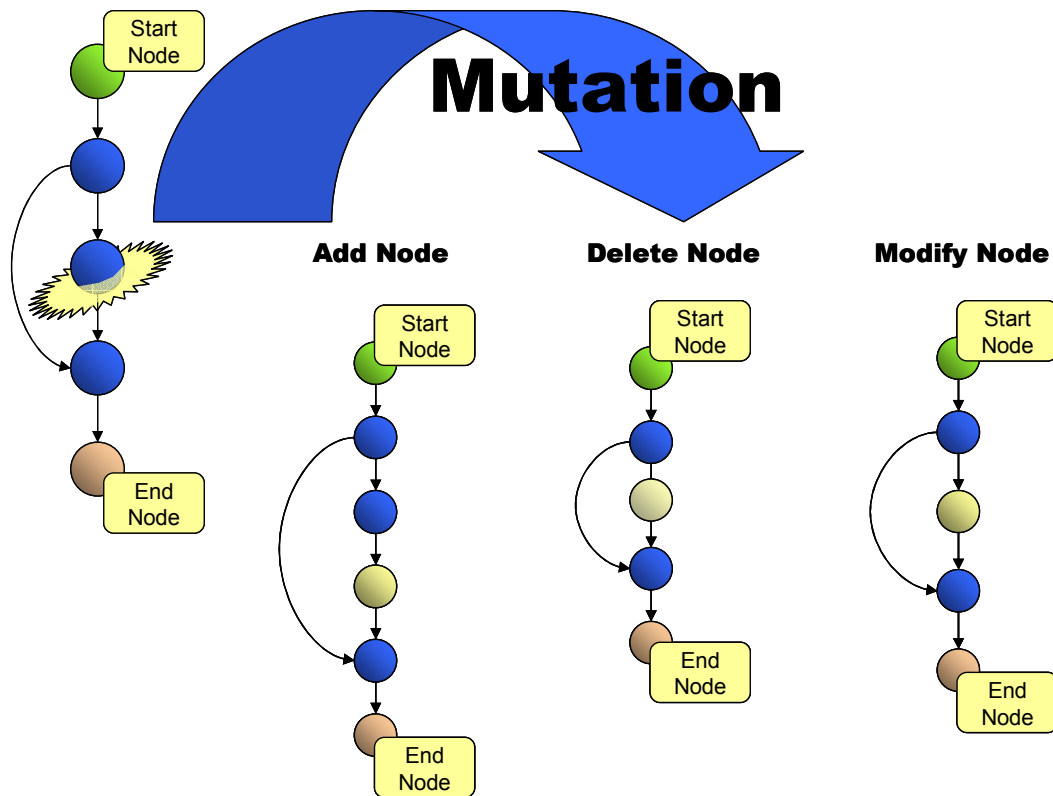 Start
Node
Mutation
End
Node
Add Node
Start
Node
End
Node
Delete Node
Start
Node
End
Node
Modify Node
Start
Node
End
Node